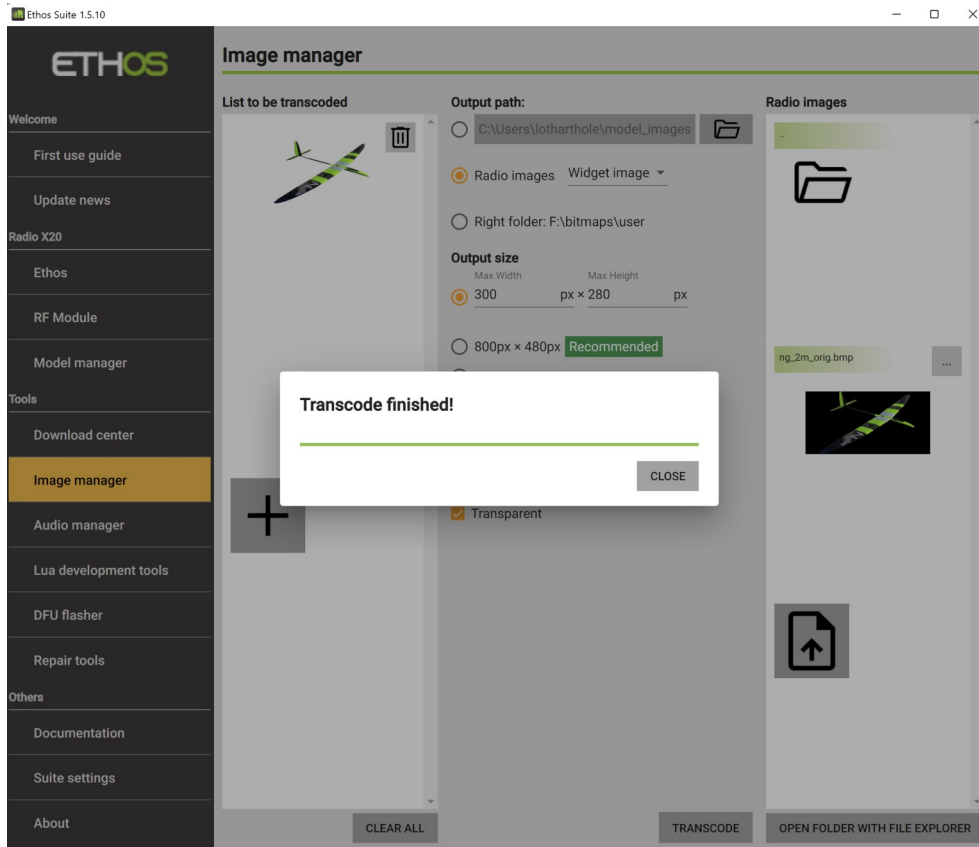 Ethos Suite 1.5.10
ETHOS
Welcome
First use guide
Update news
Radio X20
Ethos
RF Module
Model manager
Tools
Download center
Image manager
Audio manager
Lua development tools
DFU flasher
Repair tools
Others
Documentation
Suite settings
About
Image manager
List to be transcoded
CLEAR ALL
Output path:
C:\Users\lotharthole\model_images
Radio images Widget image
Right folder: F:\bitmaps\user
Output size
Max Width Max Height
300 px × 280 px
800px × 480px Recommended
Transcode finished!
CLOSE
Transparent
TRANSCODE
Radio images
..
ng_2m_orig.bmp
...
OPEN FOLDER WITH FILE EXPLORER